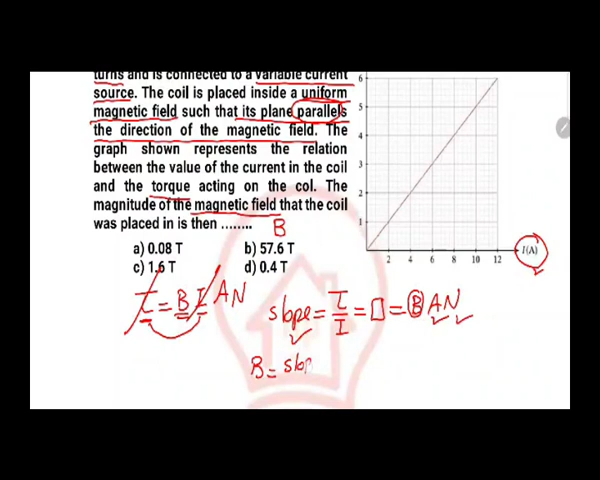 turns and is connected to a variable current
source. The coil is placed inside a uniform
magnetic field such that its plane parallels
the direction of the magnetic field. The
graph shown represents the relation
between the value of the current in the coil
and the torque acting on the col. The
magnitude of the magnetic field that the coil
was placed in is then ........
B
a) 0.08 T b) 57.6 T
c) 1.6 T d) 0.4 T
6
5
4
3
2
1
2 4 6 8 10 12 I(A)
τ = B I AN
slope = τ/I = □ = B AN
B = slop